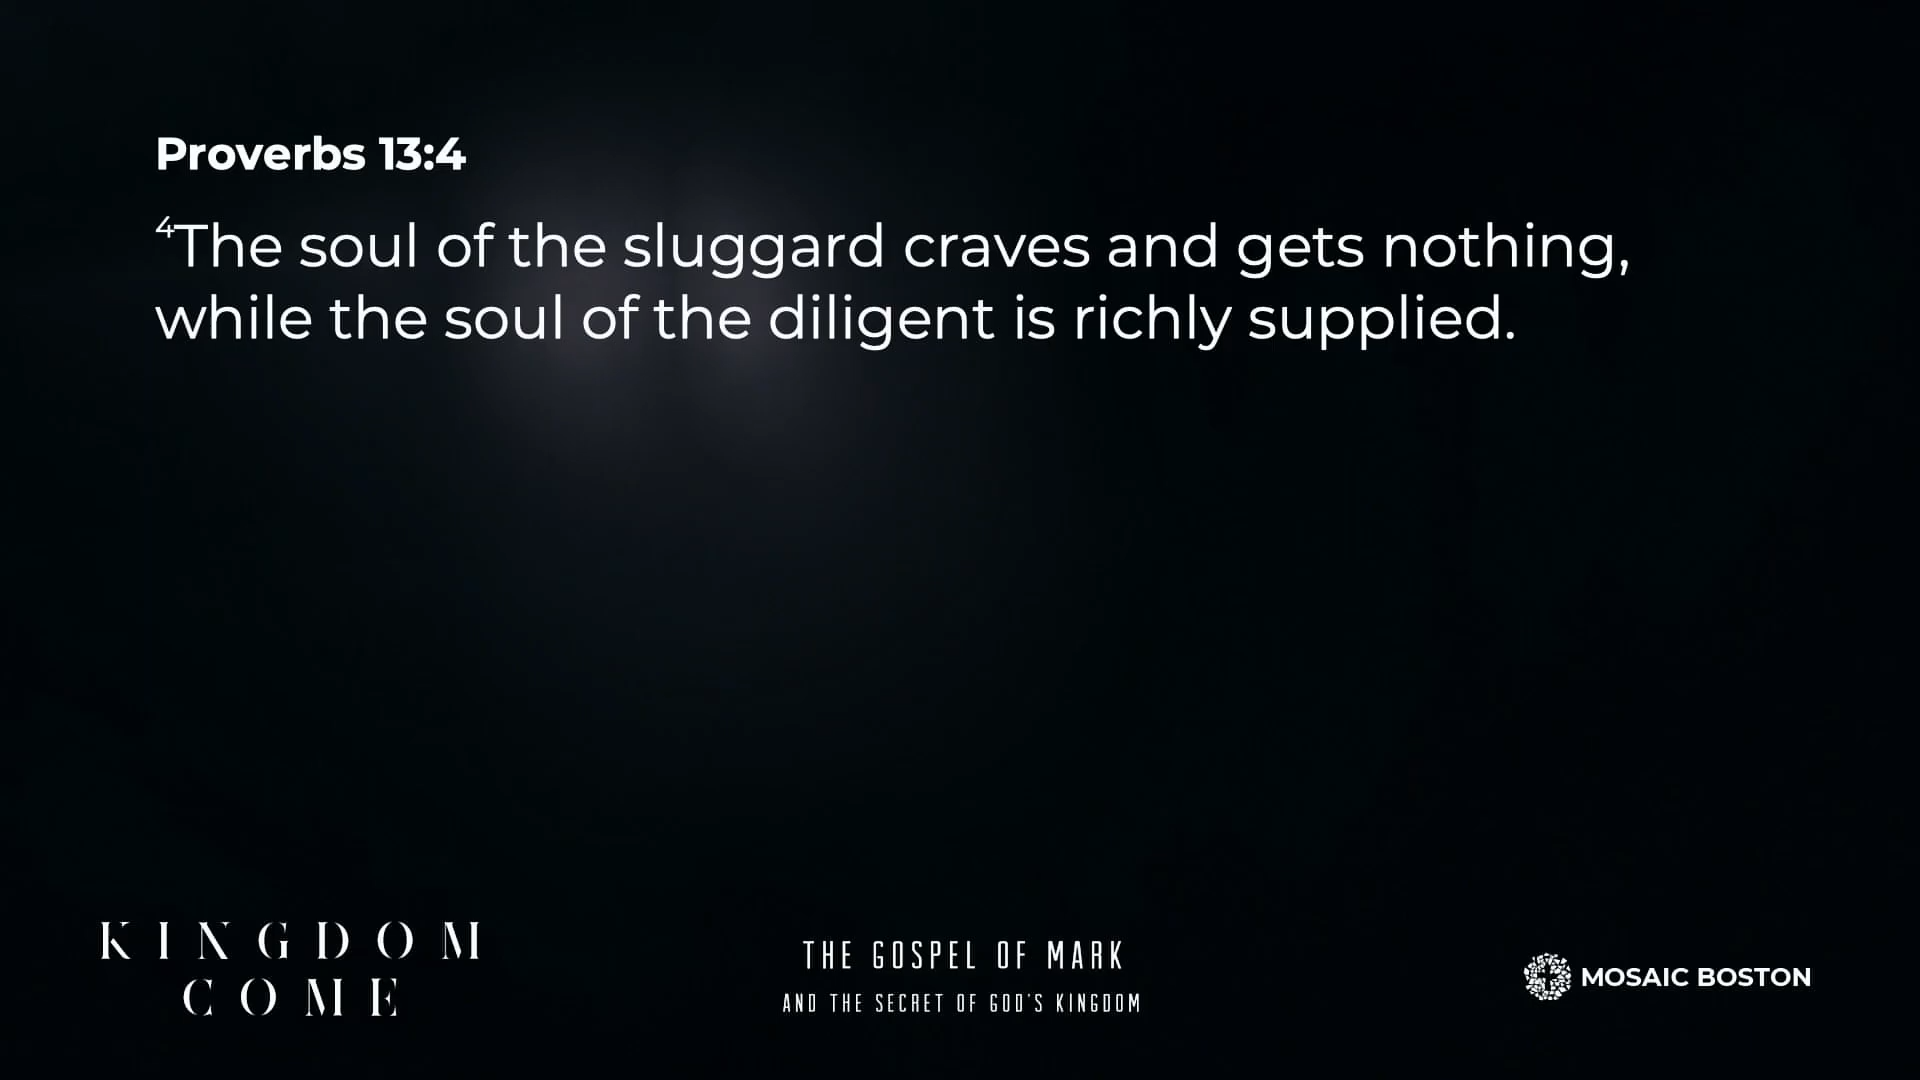 Proverbs 13:4
4The soul of the sluggard craves and gets nothing,
while the soul of the diligent is richly supplied.
KINGDOM
COME
THE GOSPEL OF MARK
AND THE SECRET OF GOD'S KINGDOM
MOSAIC BOSTON